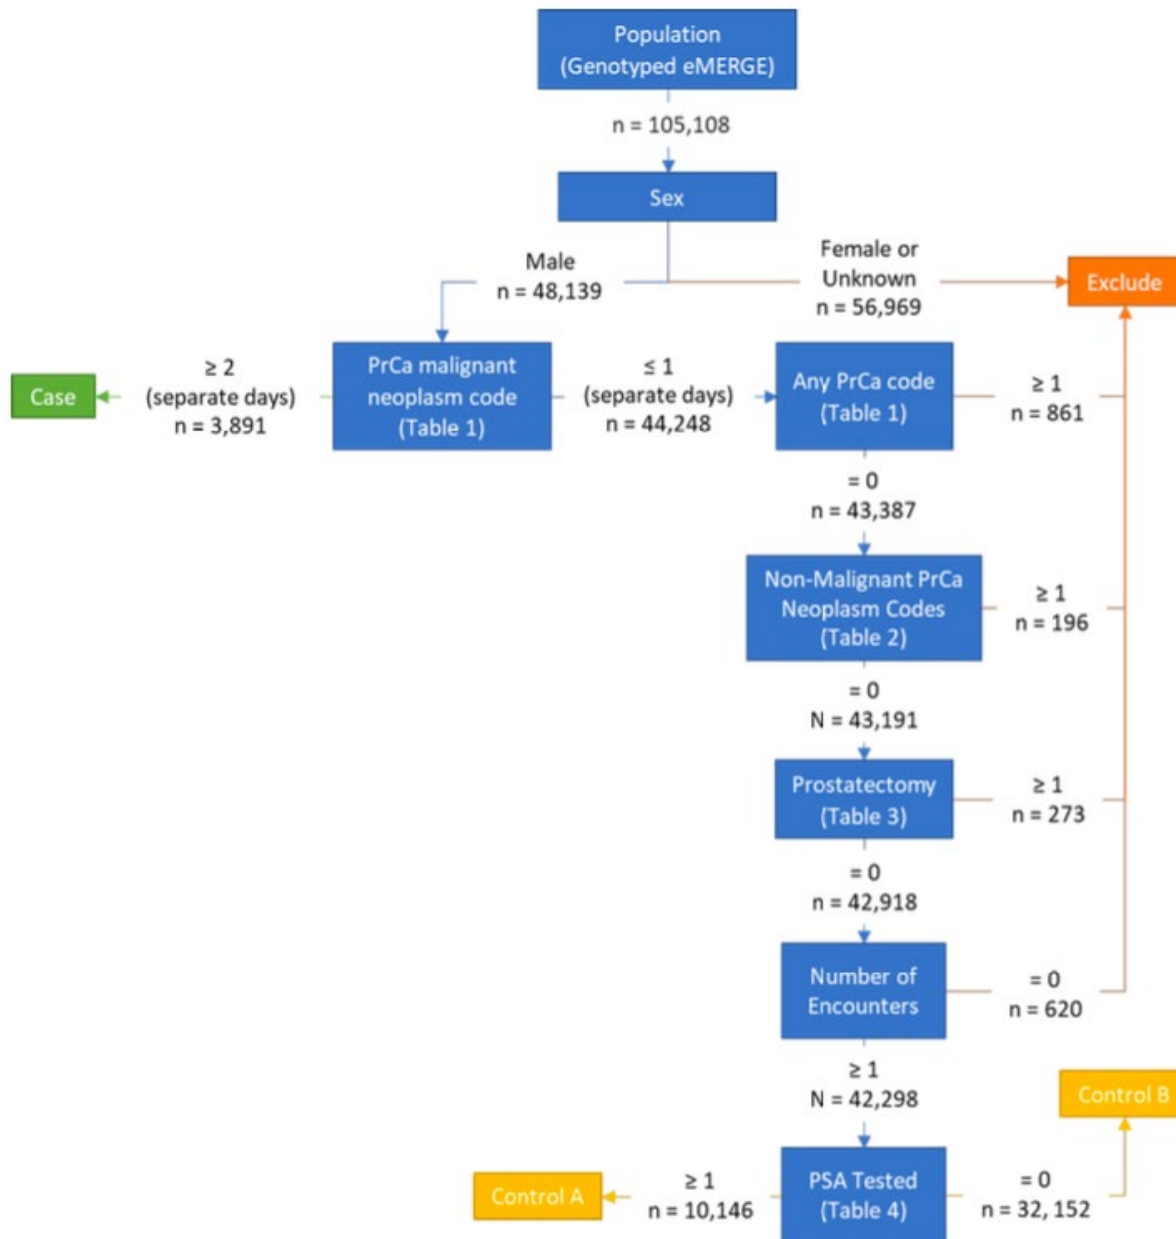 Population
(Genotyped eMERGE)
n = 105,108
Sex
Male
n = 48,139
Female or
Unknown
n = 56,969
Exclude
Case
≥ 2
(separate days)
n = 3,891
PrCa malignant
neoplasm code
(Table 1)
≤ 1
(separate days)
n = 44,248
Any PrCa code
(Table 1)
≥ 1
n = 861
= 0
n = 43,387
Non-Malignant PrCa
Neoplasm Codes
(Table 2)
≥ 1
n = 196
= 0
N = 43,191
Prostatectomy
(Table 3)
≥ 1
n = 273
= 0
n = 42,918
Number of
Encounters
= 0
n = 620
≥ 1
N = 42,298
Control B
Control A
≥ 1
n = 10,146
PSA Tested
(Table 4)
= 0
n = 32, 152